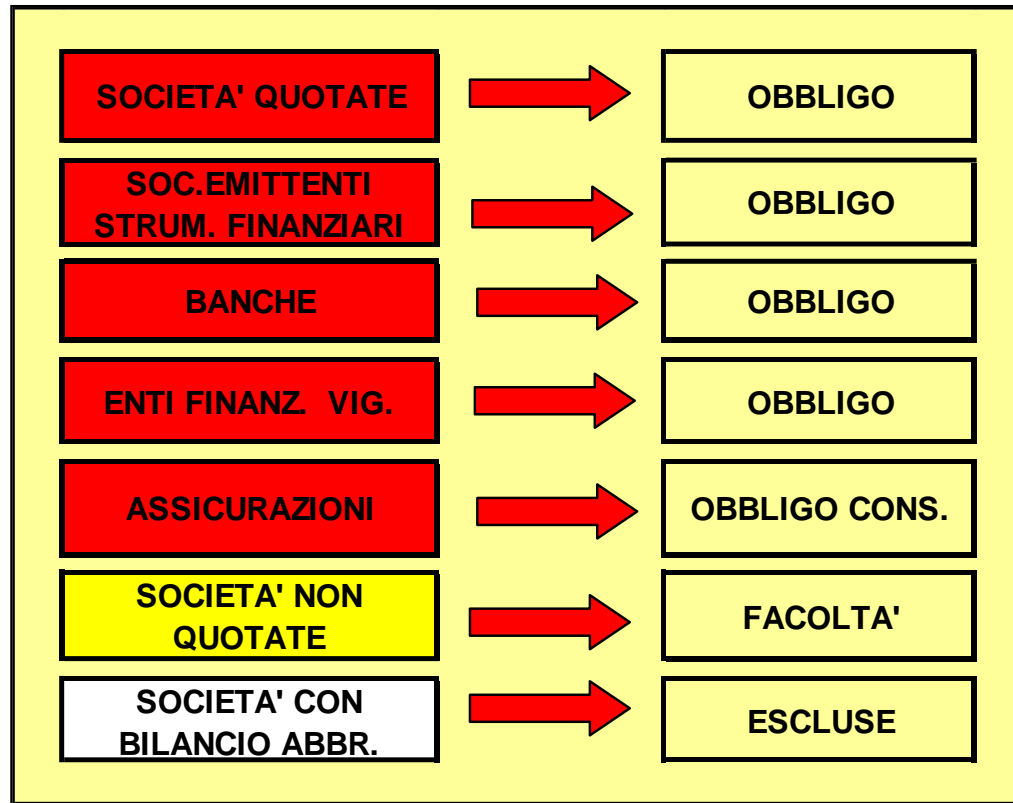 SOCIETA' QUOTATE
OBBLIGO
SOC.EMITTENTI
STRUM. FINANZIARI
OBBLIGO
BANCHE
OBBLIGO
ENTI FINANZ. VIG.
OBBLIGO
ASSICURAZIONI
OBBLIGO CONS.
SOCIETA' NON
QUOTATE
FACOLTA'
SOCIETA' CON
BILANCIO ABBR.
ESCLUSE